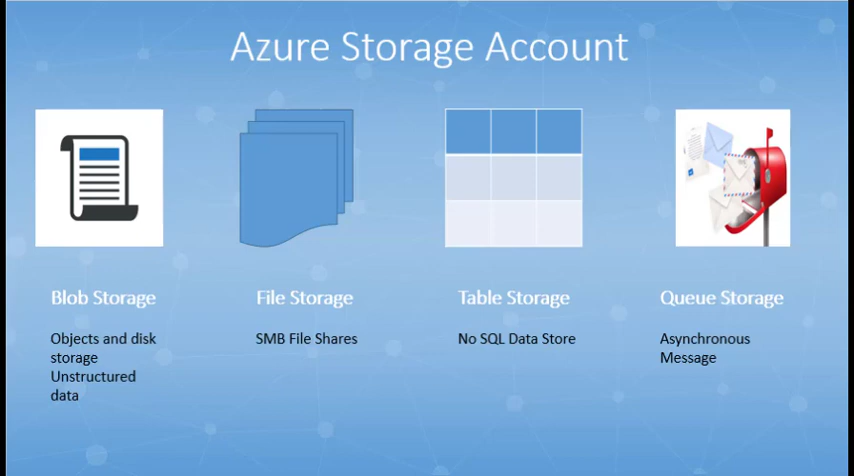 Azure Storage Account
Blob Storage
Objects and disk
storage
Unstructured
data
File Storage
SMB File Shares
Table Storage
No SQL Data Store
Queue Storage
Asynchronous
Message